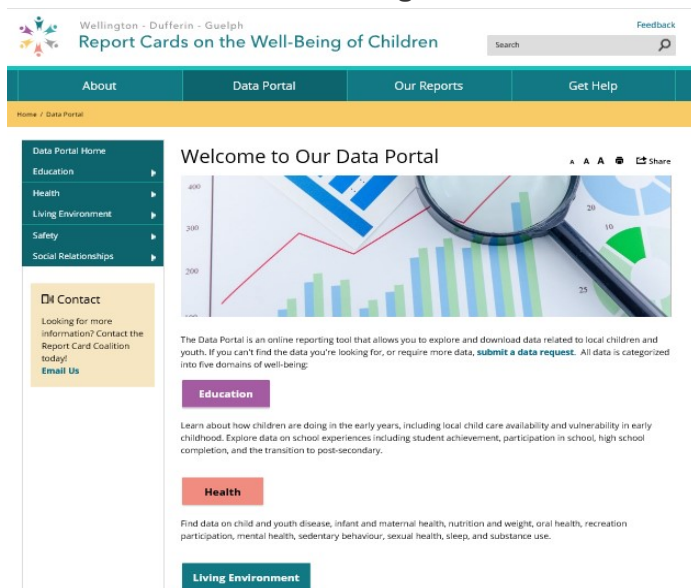 Wellington - Dufferin - Guelph
Report Cards on the Well-Being of Children
Feedback
Search
About
Data Portal
Our Reports
Get Help
Home / Data Portal
Data Portal Home
Education
Health
Living Environment
Safety
Social Relationships
Contact
Looking for more
information? Contact the
Report Card Coalition
today!
Email Us
Welcome to Our Data Portal
A A A Share
400
300
200
100
20
10
25
The Data Portal is an online reporting tool that allows you to explore and download data related to local children and
youth. If you can't find the data you're looking for, or require more data, submit a data request. All data is categorized
into five domains of well-being:
Education
Learn about how children are doing in the early years, including local child care availability and vulnerability in early
childhood. Explore data on school experiences including student achievement, participation in school, high school
completion, and the transition to post-secondary.
Health
Find data on child and youth disease, infant and maternal health, nutrition and weight, oral health, recreation
participation, mental health, sedentary behaviour, sexual health, sleep, and substance use.
Living Environment